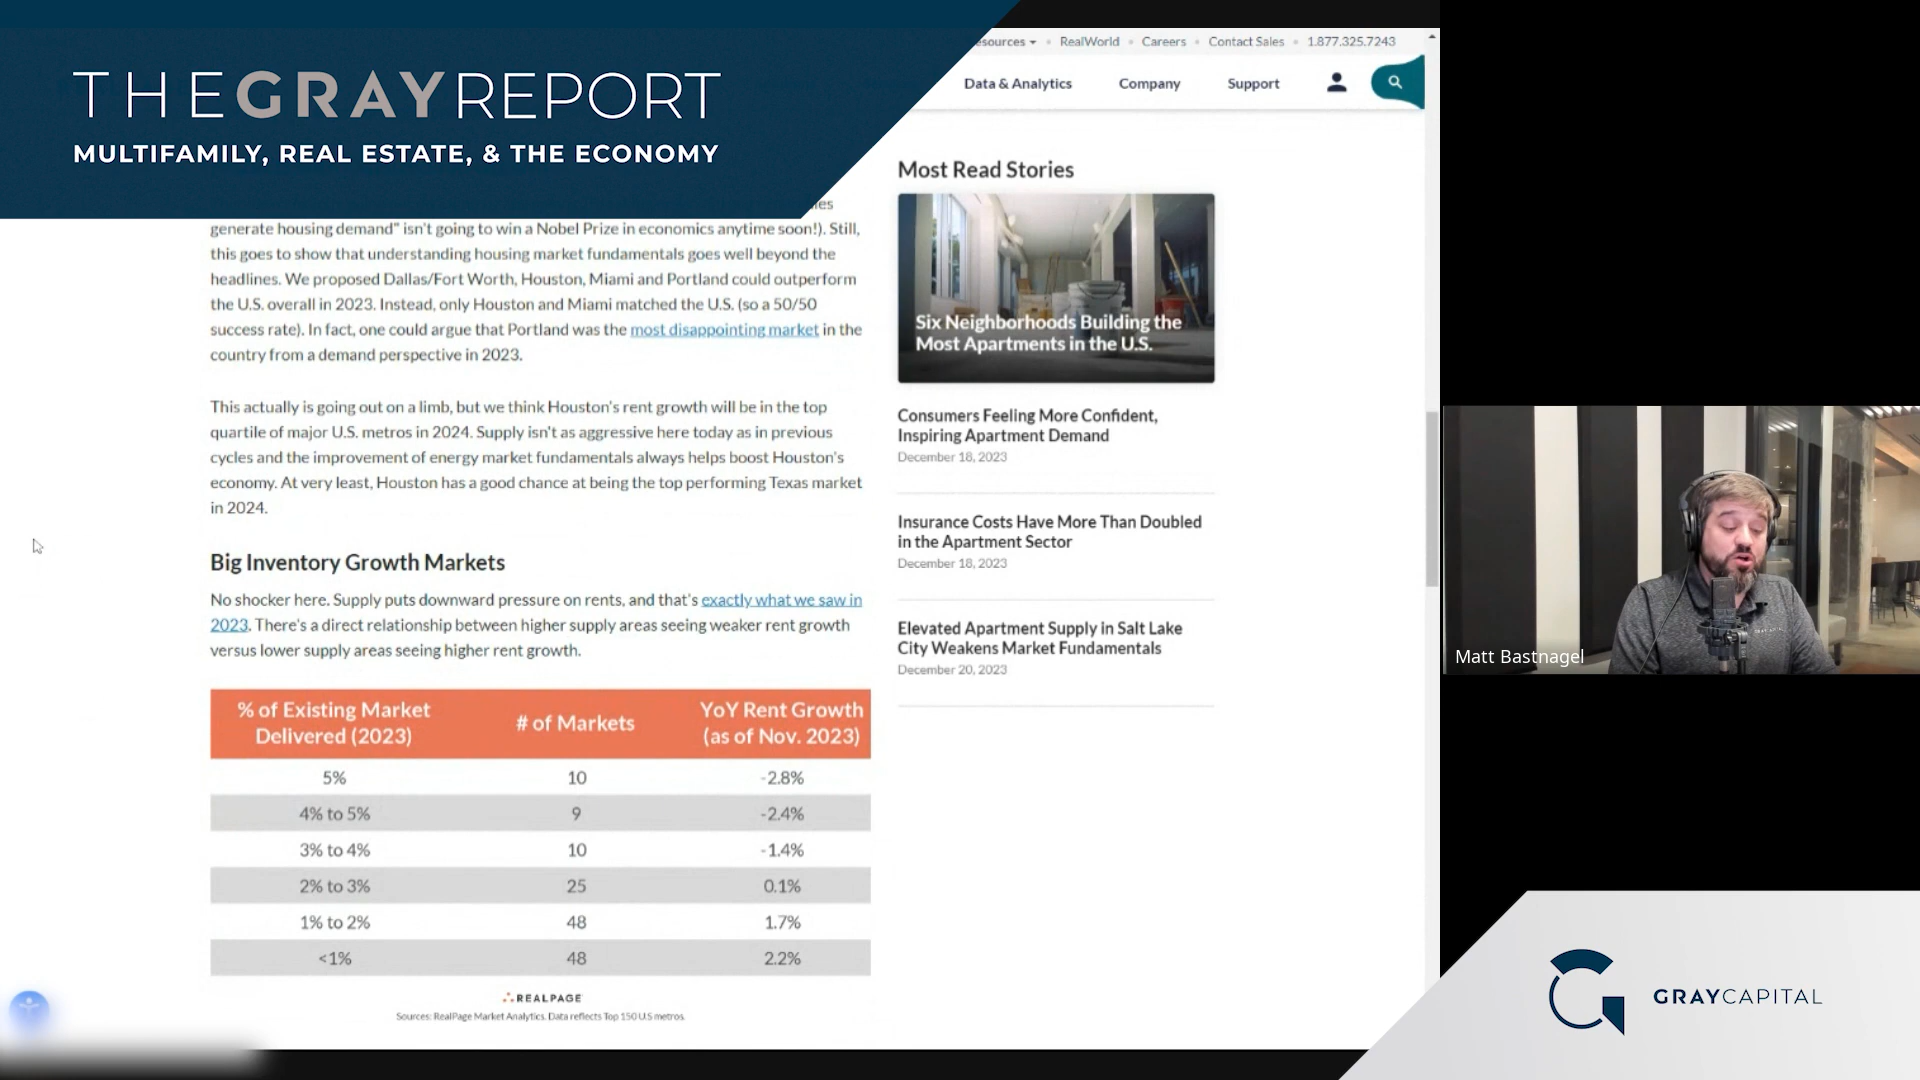 THEGRAYREPORT
MULTIFAMILY, REAL ESTATE, & THE ECONOMY
RealWorld
Careers
Contact Sales
1.877.325.7243
Data & Analytics
Company
Support
generate housing demand" isn't going to win a Nobel Prize in economics anytime soon!). Still,
this goes to show that understanding housing market fundamentals goes well beyond the
headlines. We proposed Dallas/Fort Worth, Houston, Miami and Portland could outperform
the U.S. overall in 2023. Instead, only Houston and Miami matched the U.S. (so a 50/50
success rate). In fact, one could argue that Portland was the most disappointing market in the
country from a demand perspective in 2023.
This actually is going out on a limb, but we think Houston's rent growth will be in the top
quartile of major U.S. metros in 2024. Supply isn't as aggressive here today as in previous
cycles and the improvement of energy market fundamentals always helps boost Houston's
economy. At very least, Houston has a good chance at being the top performing Texas market
in 2024.
Big Inventory Growth Markets
No shocker here. Supply puts downward pressure on rents, and that's exactly what we saw in
2023. There's a direct relationship between higher supply areas seeing weaker rent growth
versus lower supply areas seeing higher rent growth.
% of Existing Market
Delivered (2023)
# of Markets
YoY Rent Growth
(as of Nov. 2023)
5% 10 -2.8%
4% to 5% 9 -2.4%
3% to 4% 10 -1.4%
2% to 3% 25 0.1%
1% to 2% 48 1.7%
<1% 48 2.2%
REALPAGE
Sources: RealPage Market Analytics. Data reflects Top 150 U.S metros.
Most Read Stories
Six Neighborhoods Building the
Most Apartments in the U.S.
Consumers Feeling More Confident,
Inspiring Apartment Demand
December 18, 2023
Insurance Costs Have More Than Doubled
in the Apartment Sector
December 18, 2023
Elevated Apartment Supply in Salt Lake
City Weakens Market Fundamentals
December 20, 2023
Matt Bastnagel
GRAYCAPITAL